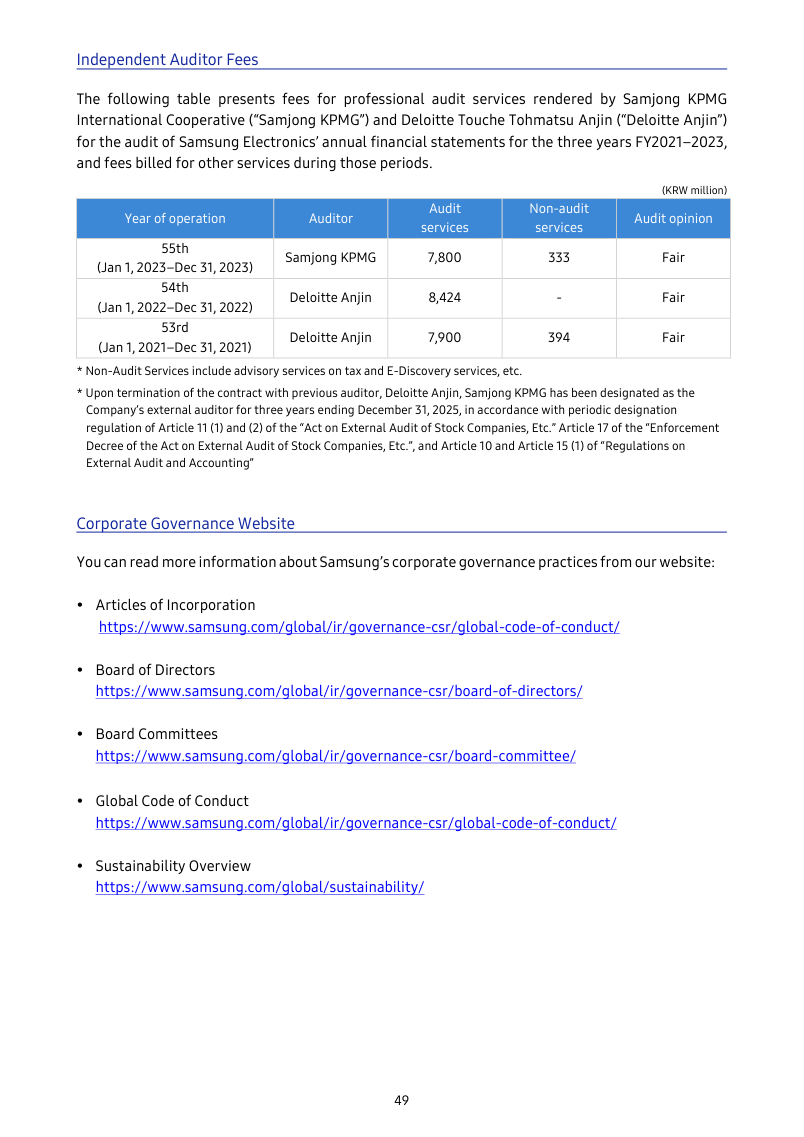 Independent Auditor Fees
The following table presents fees for professional audit services rendered by Samjong KPMG
International Cooperative (“Samjong KPMG”) and Deloitte Touche Tohmatsu Anjin (“Deloitte Anjin”)
for the audit of Samsung Electronics’ annual financial statements for the three years FY2021–2023,
and fees billed for other services during those periods.
(KRW million)
Year of operation Auditor Audit services Non-audit services Audit opinion
55th
(Jan 1, 2023–Dec 31, 2023) Samjong KPMG 7,800 333 Fair
54th
(Jan 1, 2022–Dec 31, 2022) Deloitte Anjin 8,424 - Fair
53rd
(Jan 1, 2021–Dec 31, 2021) Deloitte Anjin 7,900 394 Fair
* Non-Audit Services include advisory services on tax and E-Discovery services, etc.
* Upon termination of the contract with previous auditor, Deloitte Anjin, Samjong KPMG has been designated as the
Company’s external auditor for three years ending December 31, 2025, in accordance with periodic designation
regulation of Article 11 (1) and (2) of the “Act on External Audit of Stock Companies, Etc.” Article 17 of the “Enforcement
Decree of the Act on External Audit of Stock Companies, Etc.”, and Article 10 and Article 15 (1) of “Regulations on
External Audit and Accounting”
Corporate Governance Website
You can read more information about Samsung’s corporate governance practices from our website:
• Articles of Incorporation
https://www.samsung.com/global/ir/governance-csr/global-code-of-conduct/
• Board of Directors
https://www.samsung.com/global/ir/governance-csr/board-of-directors/
• Board Committees
https://www.samsung.com/global/ir/governance-csr/board-committee/
• Global Code of Conduct
https://www.samsung.com/global/ir/governance-csr/global-code-of-conduct/
• Sustainability Overview
https://www.samsung.com/global/sustainability/
49